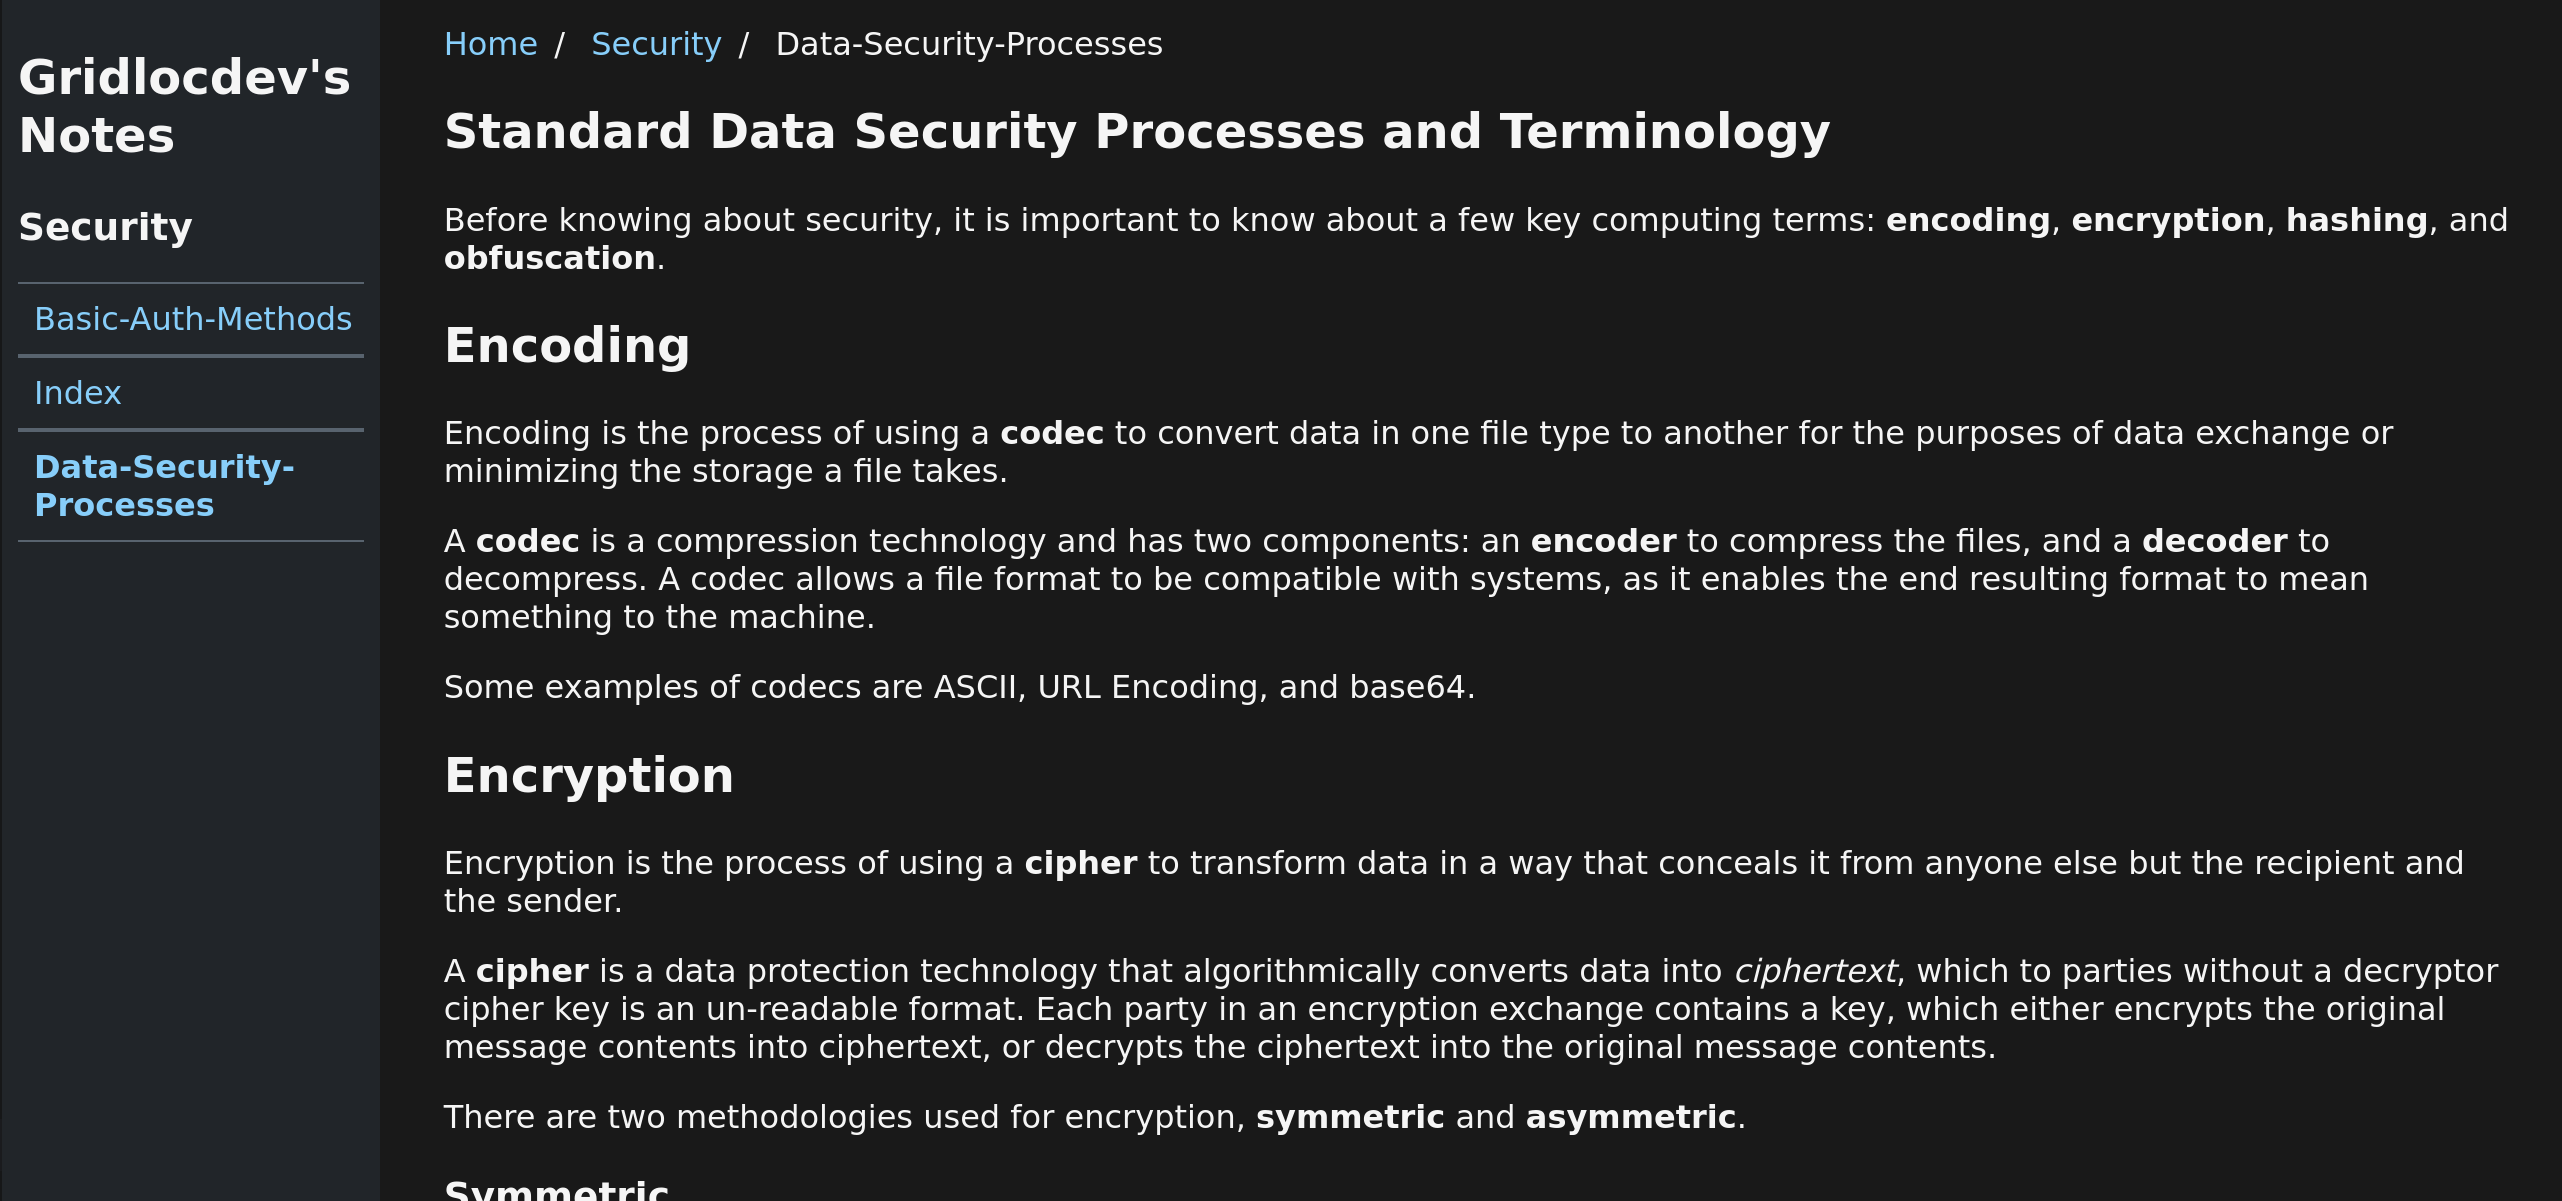 Gridlocdev's
Notes
Security
Basic-Auth-Methods
Index
Data-Security-
Processes
Home / Security / Data-Security-Processes
Standard Data Security Processes and Terminology
Before knowing about security, it is important to know about a few key computing terms: encoding, encryption, hashing, and
obfuscation.
Encoding
Encoding is the process of using a codec to convert data in one file type to another for the purposes of data exchange or
minimizing the storage a file takes.
A codec is a compression technology and has two components: an encoder to compress the files, and a decoder to
decompress. A codec allows a file format to be compatible with systems, as it enables the end resulting format to mean
something to the machine.
Some examples of codecs are ASCII, URL Encoding, and base64.
Encryption
Encryption is the process of using a cipher to transform data in a way that conceals it from anyone else but the recipient and
the sender.
A cipher is a data protection technology that algorithmically converts data into ciphertext, which to parties without a decryptor
cipher key is an un-readable format. Each party in an encryption exchange contains a key, which either encrypts the original
message contents into ciphertext, or decrypts the ciphertext into the original message contents.
There are two methodologies used for encryption, symmetric and asymmetric.
Symmetric